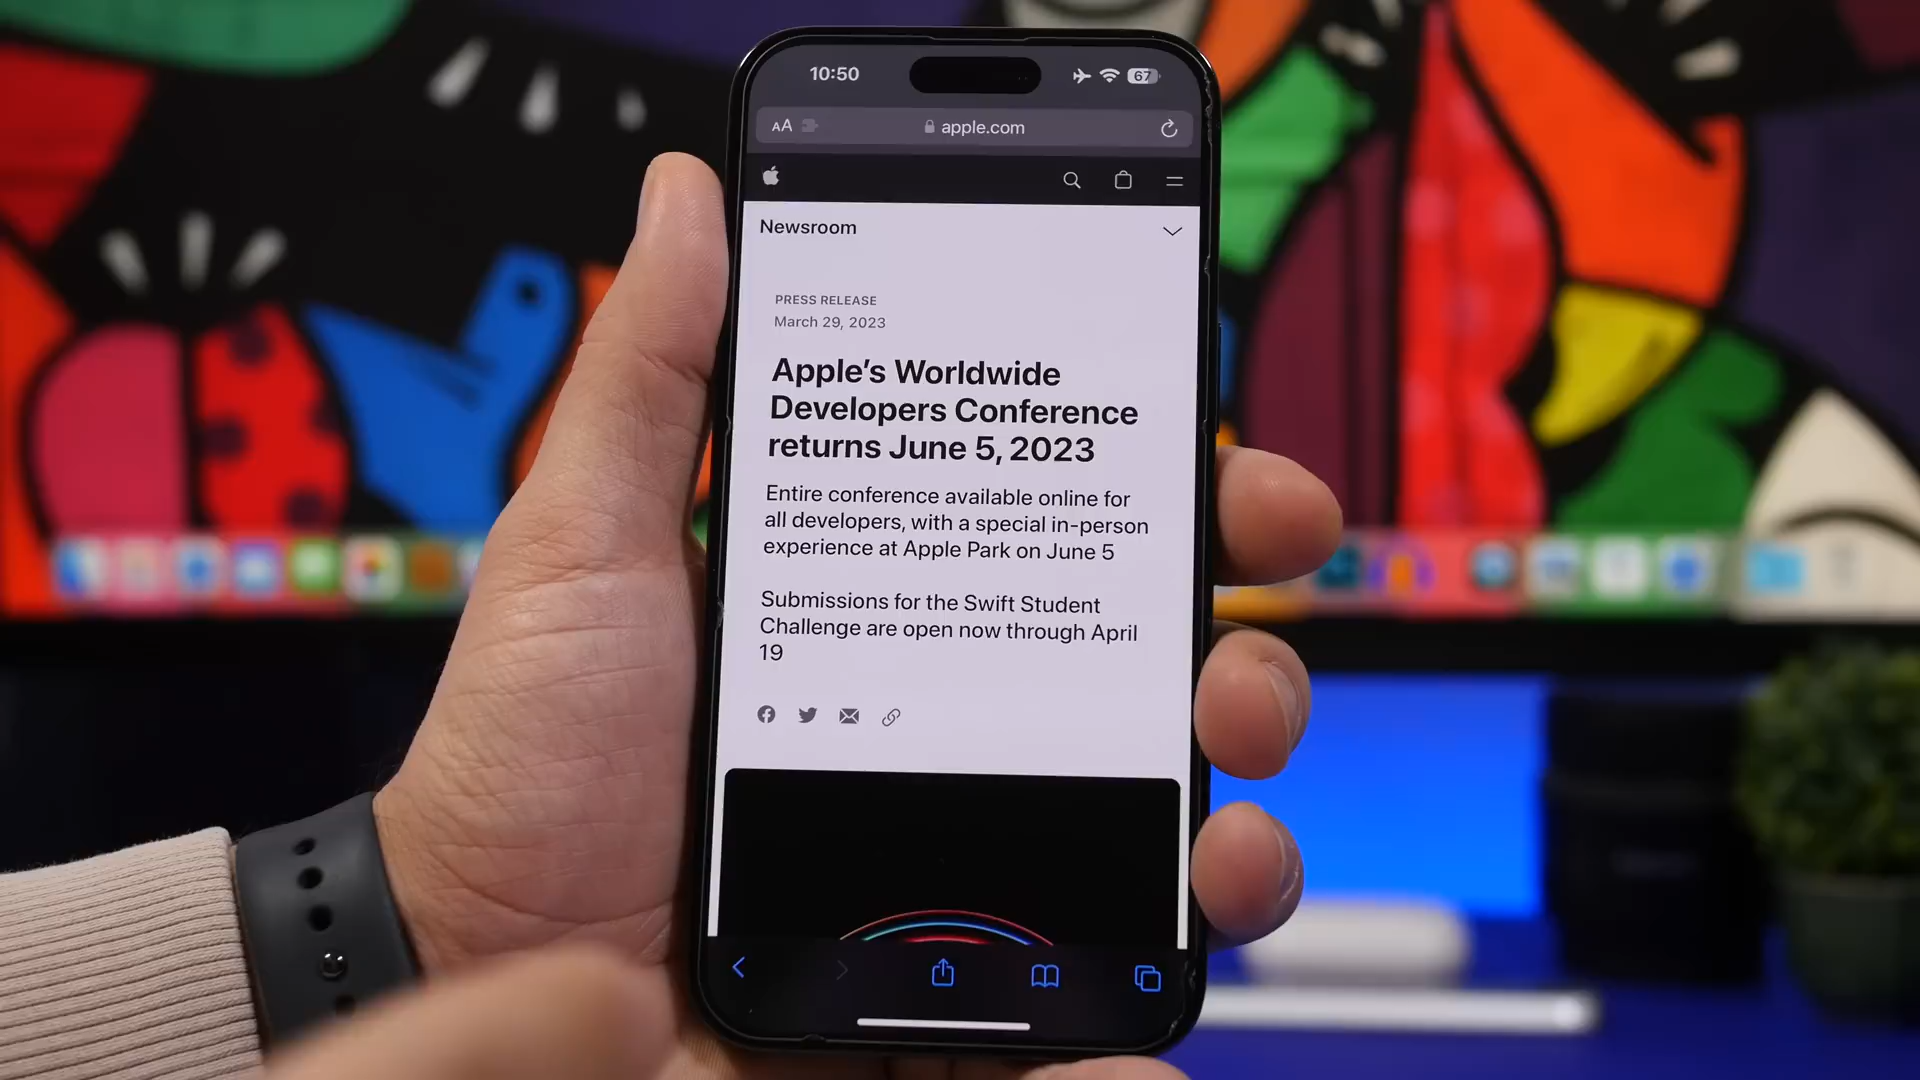 10:50
67
AA
apple.com
Newsroom
PRESS RELEASE
March 29, 2023
Apple’s Worldwide
Developers Conference
returns June 5, 2023
Entire conference available online for
all developers, with a special in-person
experience at Apple Park on June 5
Submissions for the Swift Student
Challenge are open now through April
19